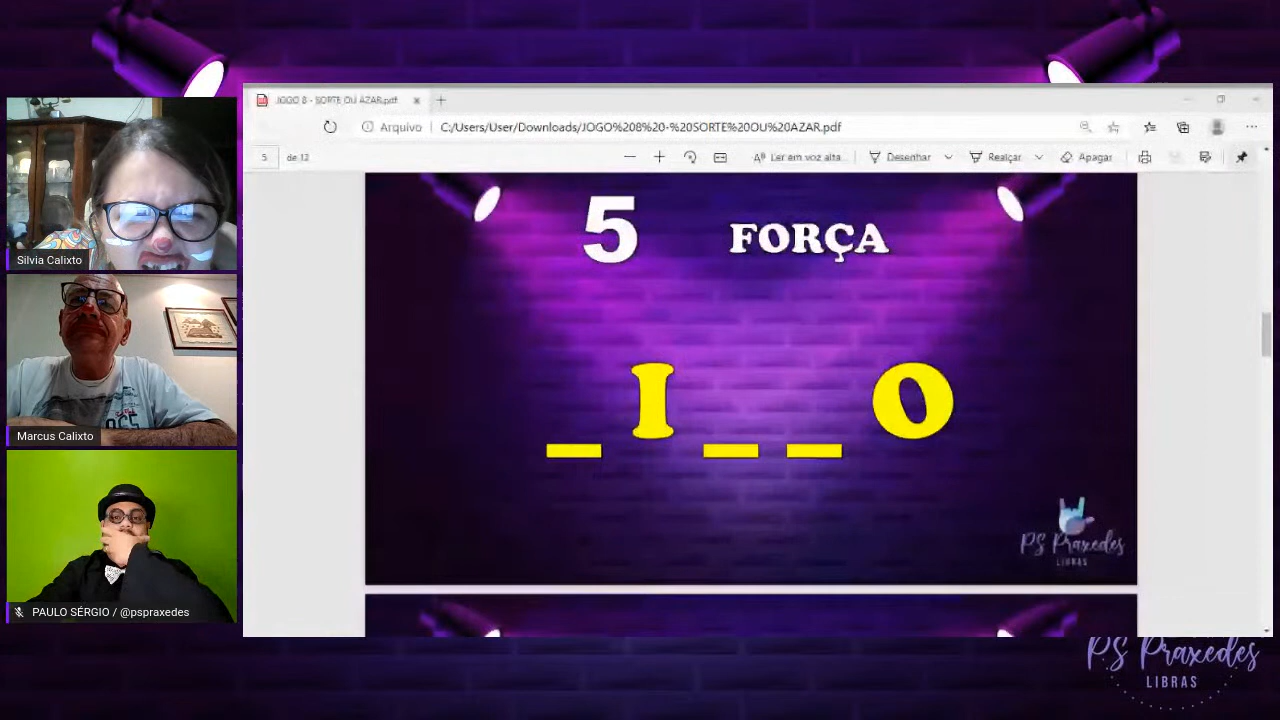 JOGO 8 - SORTE OU AZAR.pdf
Arquivo
C:/Users/User/Downloads/JOGO%208%20-%20SORTE%20OU%20AZAR.pdf
5 de 12
Ler em voz alta
Desenhar
Realçar
Apagar
5 FORÇA
_ I _ _ O
PS Praxedes
LIBRAS
Silvia Calixto
Marcus Calixto
PAULO SÉRGIO / @pspraxedes
PS Praxedes
LIBRAS